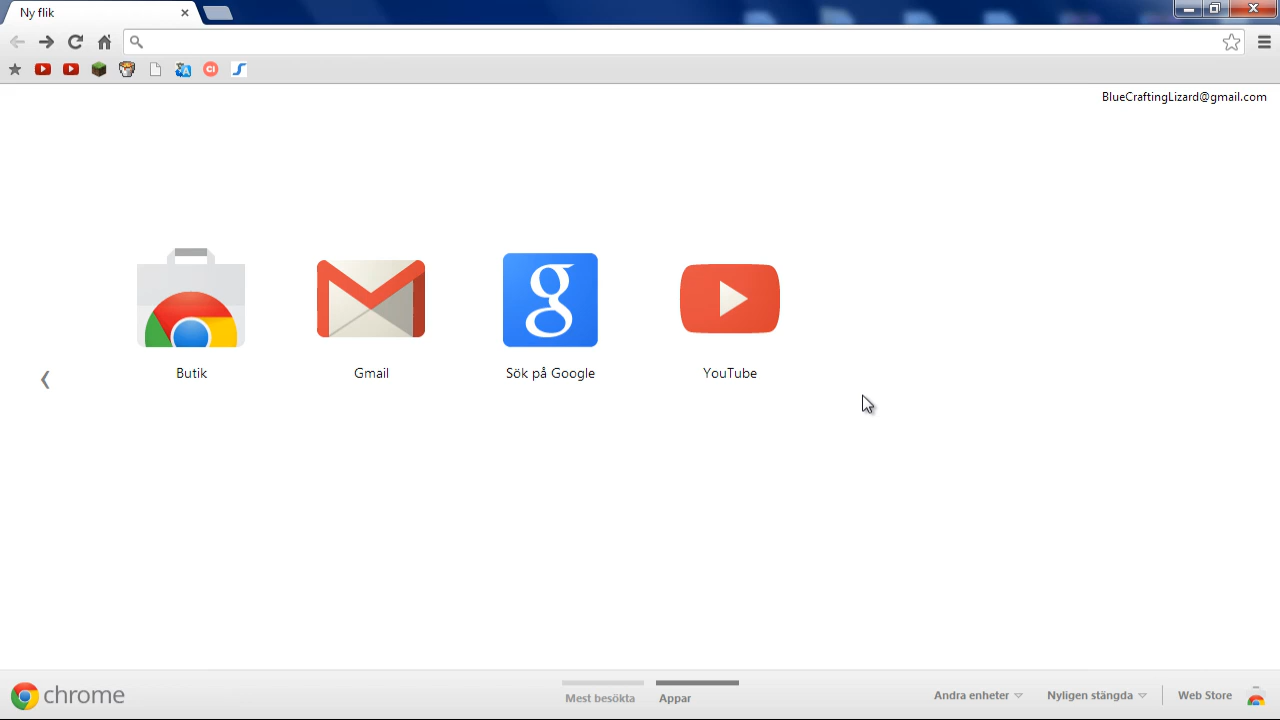 Ny flik
BlueCraftingLizard@gmail.com
Butik
Gmail
Sök på Google
YouTube
chrome
Mest besökta
Appar
Andra enheter
Nyligen stängda
Web Store